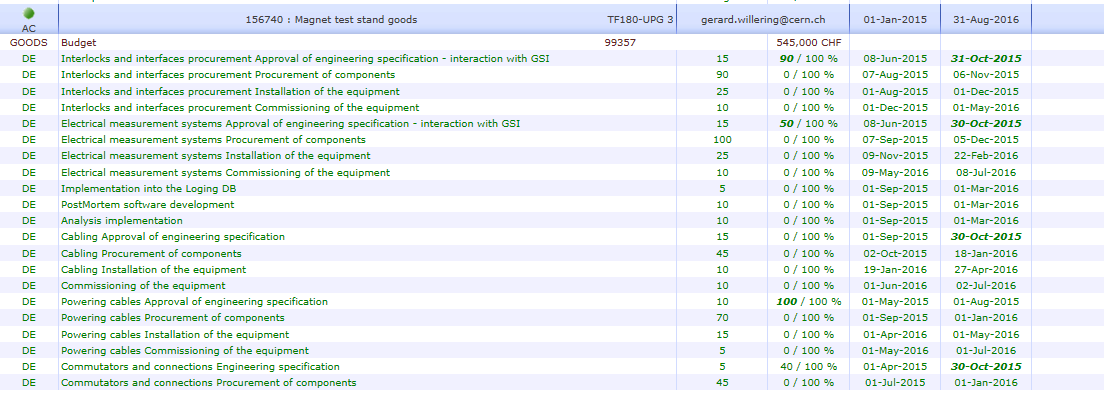 156740 : Magnet test stand goods TF180-UPG 3 gerard.willering@cern.ch 01-Jan-2015 31-Aug-2016
AC
GOODS Budget 99357 545,000 CHF
DE Interlocks and interfaces procurement Approval of engineering specification - interaction with GSI 15 90 / 100 % 08-Jun-2015 31-Oct-2015
DE Interlocks and interfaces procurement Procurement of components 90 0 / 100 % 07-Aug-2015 06-Nov-2015
DE Interlocks and interfaces procurement Installation of the equipment 25 0 / 100 % 01-Aug-2015 01-Dec-2015
DE Interlocks and interfaces procurement Commissioning of the equipment 10 0 / 100 % 01-Dec-2015 01-May-2016
DE Electrical measurement systems Approval of engineering specification - interaction with GSI 15 50 / 100 % 08-Jun-2015 30-Oct-2015
DE Electrical measurement systems Procurement of components 100 0 / 100 % 07-Sep-2015 05-Dec-2015
DE Electrical measurement systems Installation of the equipment 25 0 / 100 % 09-Nov-2015 22-Feb-2016
DE Electrical measurement systems Commissioning of the equipment 10 0 / 100 % 09-May-2016 08-Jul-2016
DE Implementation into the Loging DB 5 0 / 100 % 01-Sep-2015 01-Mar-2016
DE PostMortem software development 10 0 / 100 % 01-Sep-2015 01-Mar-2016
DE Analysis implementation 10 0 / 100 % 01-Sep-2015 01-Mar-2016
DE Cabling Approval of engineering specification 15 0 / 100 % 01-Sep-2015 30-Oct-2015
DE Cabling Procurement of components 45 0 / 100 % 02-Oct-2015 18-Jan-2016
DE Cabling Installation of the equipment 10 0 / 100 % 19-Jan-2016 27-Apr-2016
DE Commissioning of the equipment 10 0 / 100 % 01-Jun-2016 02-Jul-2016
DE Powering cables Approval of engineering specification 10 100 / 100 % 01-May-2015 01-Aug-2015
DE Powering cables Procurement of components 70 0 / 100 % 01-Sep-2015 01-Jan-2016
DE Powering cables Installation of the equipment 15 0 / 100 % 01-Apr-2016 01-May-2016
DE Powering cables Commissioning of the equipment 5 0 / 100 % 01-May-2016 01-Jul-2016
DE Commutators and connections Engineering specification 5 40 / 100 % 01-Apr-2015 30-Oct-2015
DE Commutators and connections Procurement of components 45 0 / 100 % 01-Jul-2015 01-Jan-2016